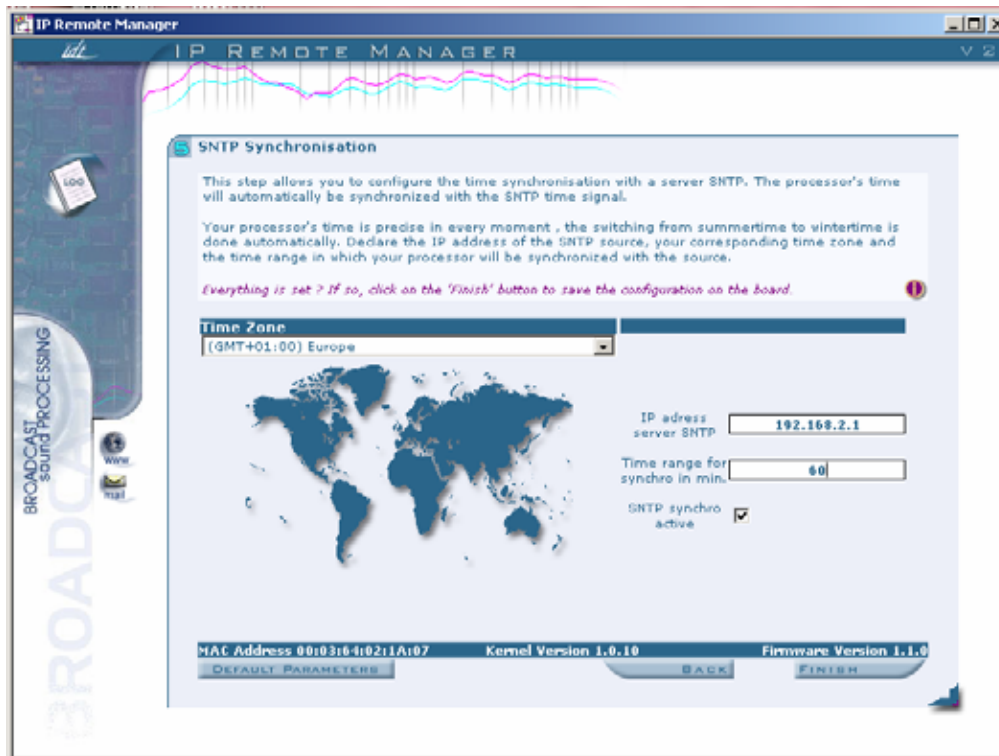 IP Remote Manager
idt
IP REMOTE MANAGER
V 2
LOG
5
SNTP Synchronisation
This step allows you to configure the time synchronisation with a server SNTP. The processor's time
will automatically be synchronized with the SNTP time signal.
Your processor's time is precise in every moment , the switching from summertime to wintertime is
done automatically. Declare the IP address of the SNTP source, your corresponding time zone and
the time range in which your processor will be synchronized with the source.
Everything is set ? If so, click on the 'Finish' button to save the configuration on the board.
Time Zone
(GMT+01:00) Europe
IP adress
server SNTP
192.168.2.1
Time range for
synchro in min.
60
SNTP synchro
active
BROADCAST
sound PROCESSING
www
mail
BROADCAST
MAC Address 00:03:64:02:1A:07
Kernel Version 1.0.10
Firmware Version 1.1.0
DEFAULT PARAMETERS
BACK
FINISH